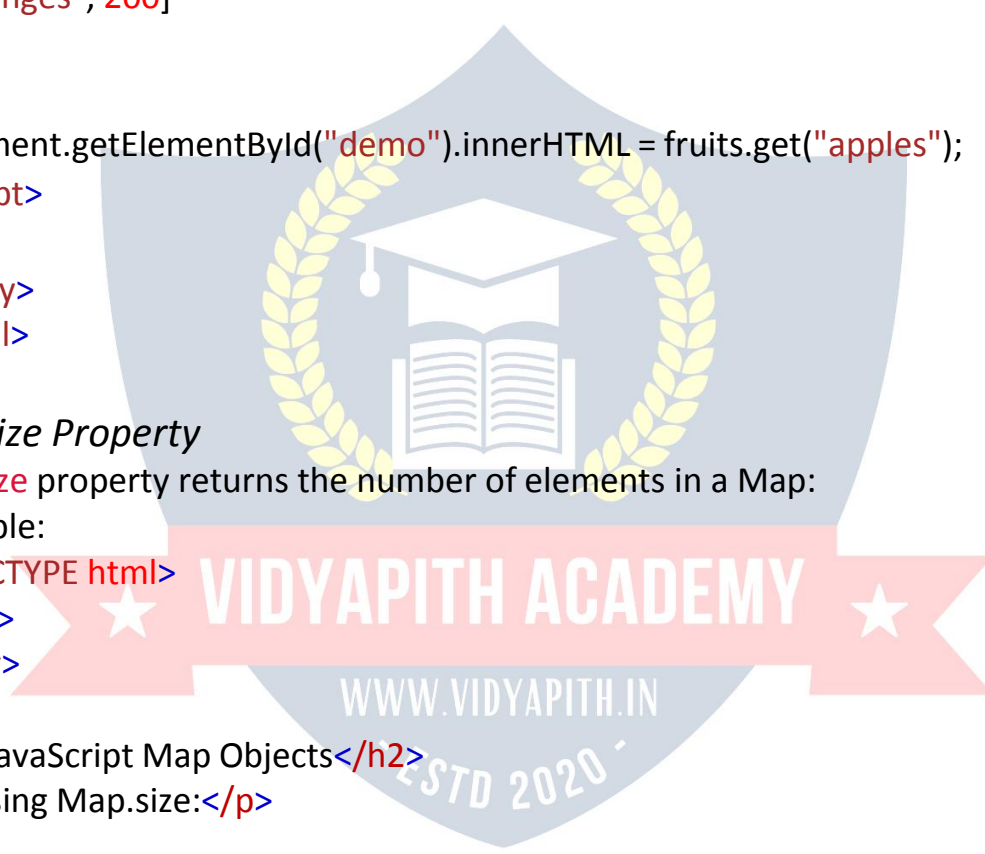 nges", 200]
ment.getElementById("demo").innerHTML = fruits.get("apples");
pt>
y>
l>
ize Property
ze property returns the number of elements in a Map:
ple:
CTYPE html>
>
>
VIDYAPITH ACADEMY
WWW.VIDYAPITH.IN
avaScript Map Objects</h2>
sing Map.size:</p>
ESTD 2020